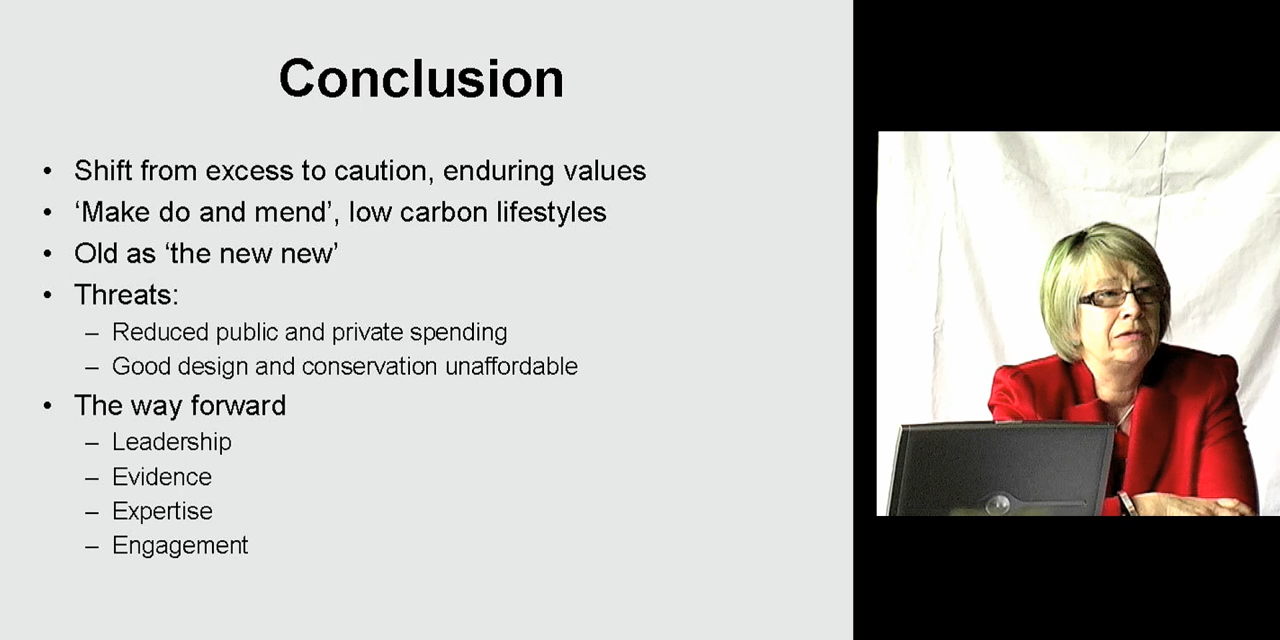 Conclusion
• Shift from excess to caution, enduring values
• ‘Make do and mend’, low carbon lifestyles
• Old as ‘the new new’
• Threats:
– Reduced public and private spending
– Good design and conservation unaffordable
• The way forward
– Leadership
– Evidence
– Expertise
– Engagement